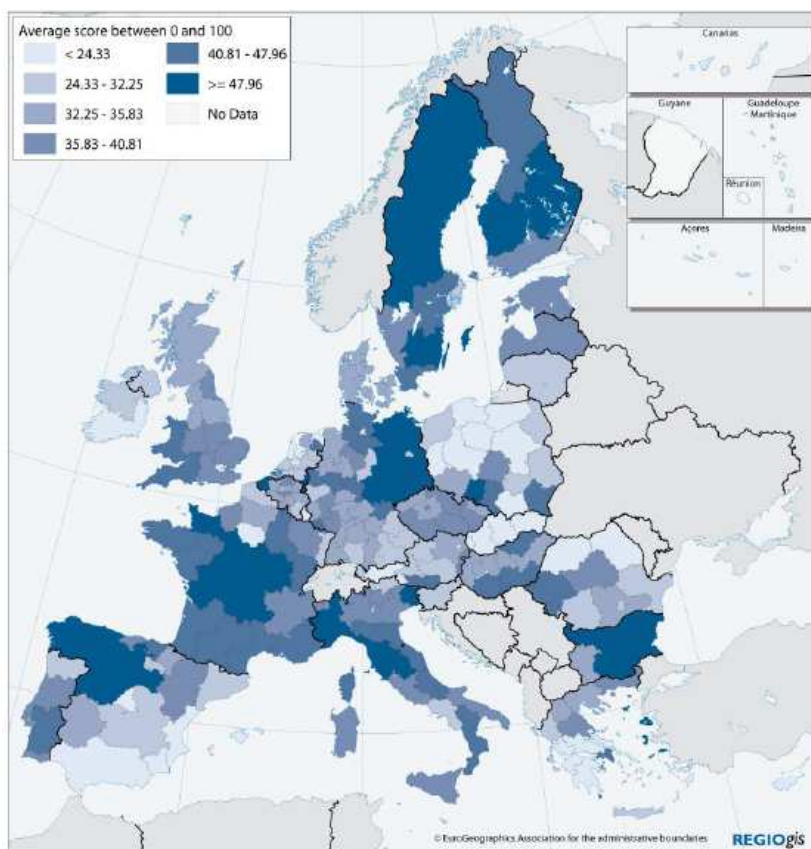 Average score between 0 and 100
< 24.33
24.33 - 32.25
32.25 - 35.83
35.83 - 40.81
40.81 - 47.96
>= 47.96
No Data
Canarias
Guyane
Guadeloupe
Martinique
Réunion
Açores
Madeira
© EuroGeographics Association for the administrative boundaries
REGIOgis